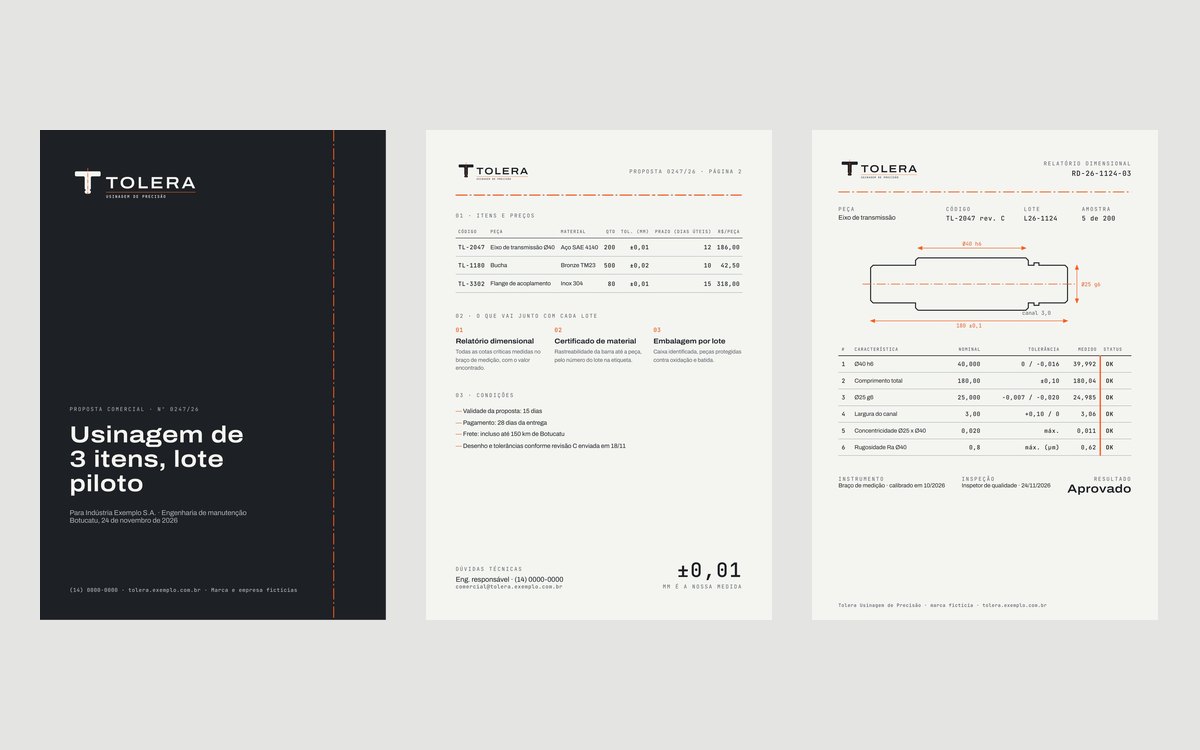 TOLERA
USINAGEM DE PRECISÃO
PROPOSTA COMERCIAL · Nº 0247/26
Usinagem de
3 itens, lote
piloto
Para Indústria Exemplo S.A. · Engenharia de manutenção
Botucatu, 24 de novembro de 2026
(14) 0000-0000 · tolera.exemplo.com.br · Marca e empresa fictícias
TOLERA
USINAGEM DE PRECISÃO
PROPOSTA 0247/26 · PÁGINA 2
01 · ITENS E PREÇOS
CÓDIGO PEÇA MATERIAL QTD TOL. (MM) PRAZO (DIAS ÚTEIS) R$/PEÇA
TL-2047 Eixo de transmissão Ø40 Aço SAE 4140 200 ±0,01 12 186,00
TL-1180 Bucha Bronze TM23 500 ±0,02 10 42,50
TL-3302 Flange de acoplamento Inox 304 80 ±0,01 15 318,00
02 · O QUE VAI JUNTO COM CADA LOTE
01
Relatório dimensional
Todas as cotas críticas medidas no
braço de medição, com o valor
encontrado.
02
Certificado de material
Rastreabilidade da barra até a peça,
pelo número do lote na etiqueta.
03
Embalagem por lote
Caixa identificada, peças protegidas
contra oxidação e batida.
03 · CONDIÇÕES
— Validade da proposta: 15 dias
— Pagamento: 28 dias da entrega
— Frete: incluso até 150 km de Botucatu
— Desenho e tolerâncias conforme revisão C enviada em 18/11
DÚVIDAS TÉCNICAS
Eng. responsável · (14) 0000-0000
comercial@tolera.exemplo.com.br
±0,01
MM É A NOSSA MEDIDA
TOLERA
USINAGEM DE PRECISÃO
RELATÓRIO DIMENSIONAL
RD-26-1124-03
PEÇA CÓDIGO LOTE AMOSTRA
Eixo de transmissão TL-2047 rev. C L26-1124 5 de 200
Ø40 h6
Ø25 g6
canal 3,0
180 ±0,1
# CARACTERÍSTICA NOMINAL TOLERÂNCIA MEDIDO STATUS
1 Ø40 h6 40,000 0 / -0,016 39,992 OK
2 Comprimento total 180,00 ±0,10 180,04 OK
3 Ø25 g6 25,000 -0,007 / -0,020 24,985 OK
4 Largura do canal 3,00 +0,10 / 0 3,06 OK
5 Concentricidade Ø25 x Ø40 0,020 máx. 0,011 OK
6 Rugosidade Ra Ø40 0,8 máx. (µm) 0,62 OK
INSTRUMENTO
Braço de medição · calibrado em 10/2026
INSPEÇÃO
Inspetor de qualidade · 24/11/2026
RESULTADO
Aprovado
Tolera Usinagem de Precisão · marca fictícia · tolera.exemplo.com.br